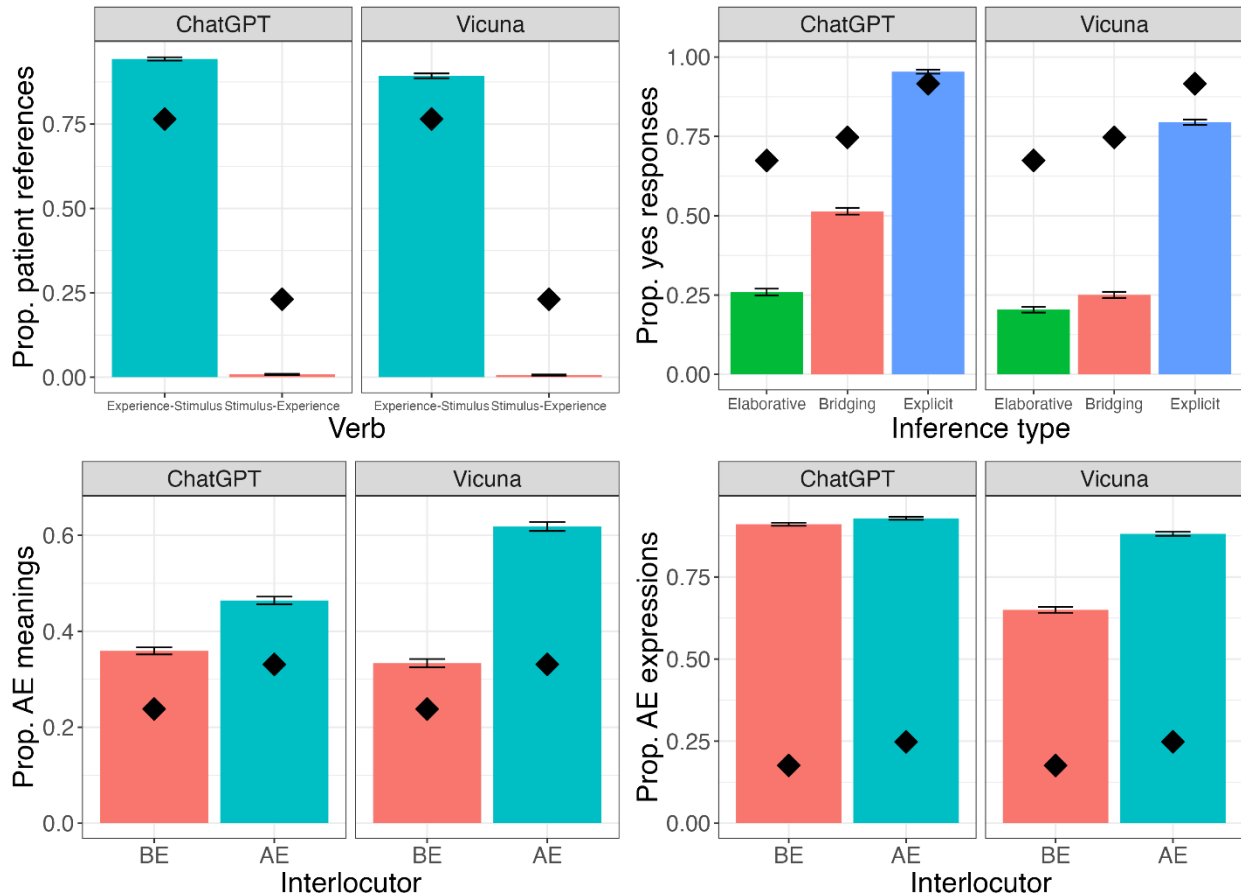 ChatGPT Vicuna
Prop. patient references
0.75
0.50
0.25
0.00
Experience-Stimulus Stimulus-Experience Experience-Stimulus Stimulus-Experience
Verb
ChatGPT Vicuna
Prop. yes responses
1.00
0.75
0.50
0.25
0.00
Elaborative Bridging Explicit Elaborative Bridging Explicit
Inference type
ChatGPT Vicuna
Prop. AE meanings
0.6
0.4
0.2
0.0
BE AE BE AE
Interlocutor
ChatGPT Vicuna
Prop. AE expressions
0.75
0.50
0.25
0.00
BE AE BE AE
Interlocutor